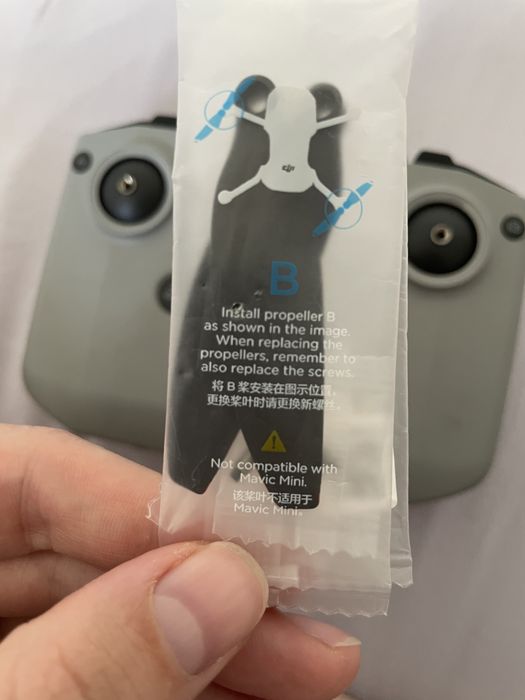 dji
B
Install propeller B
as shown in the image.
When replacing the
propellers, remember to
also replace the screws.
将 B 桨安装在图示位置。
更换桨叶时请更换新螺丝。
Not compatible with
Mavic Mini.
该桨叶不适用于
Mavic Mini。